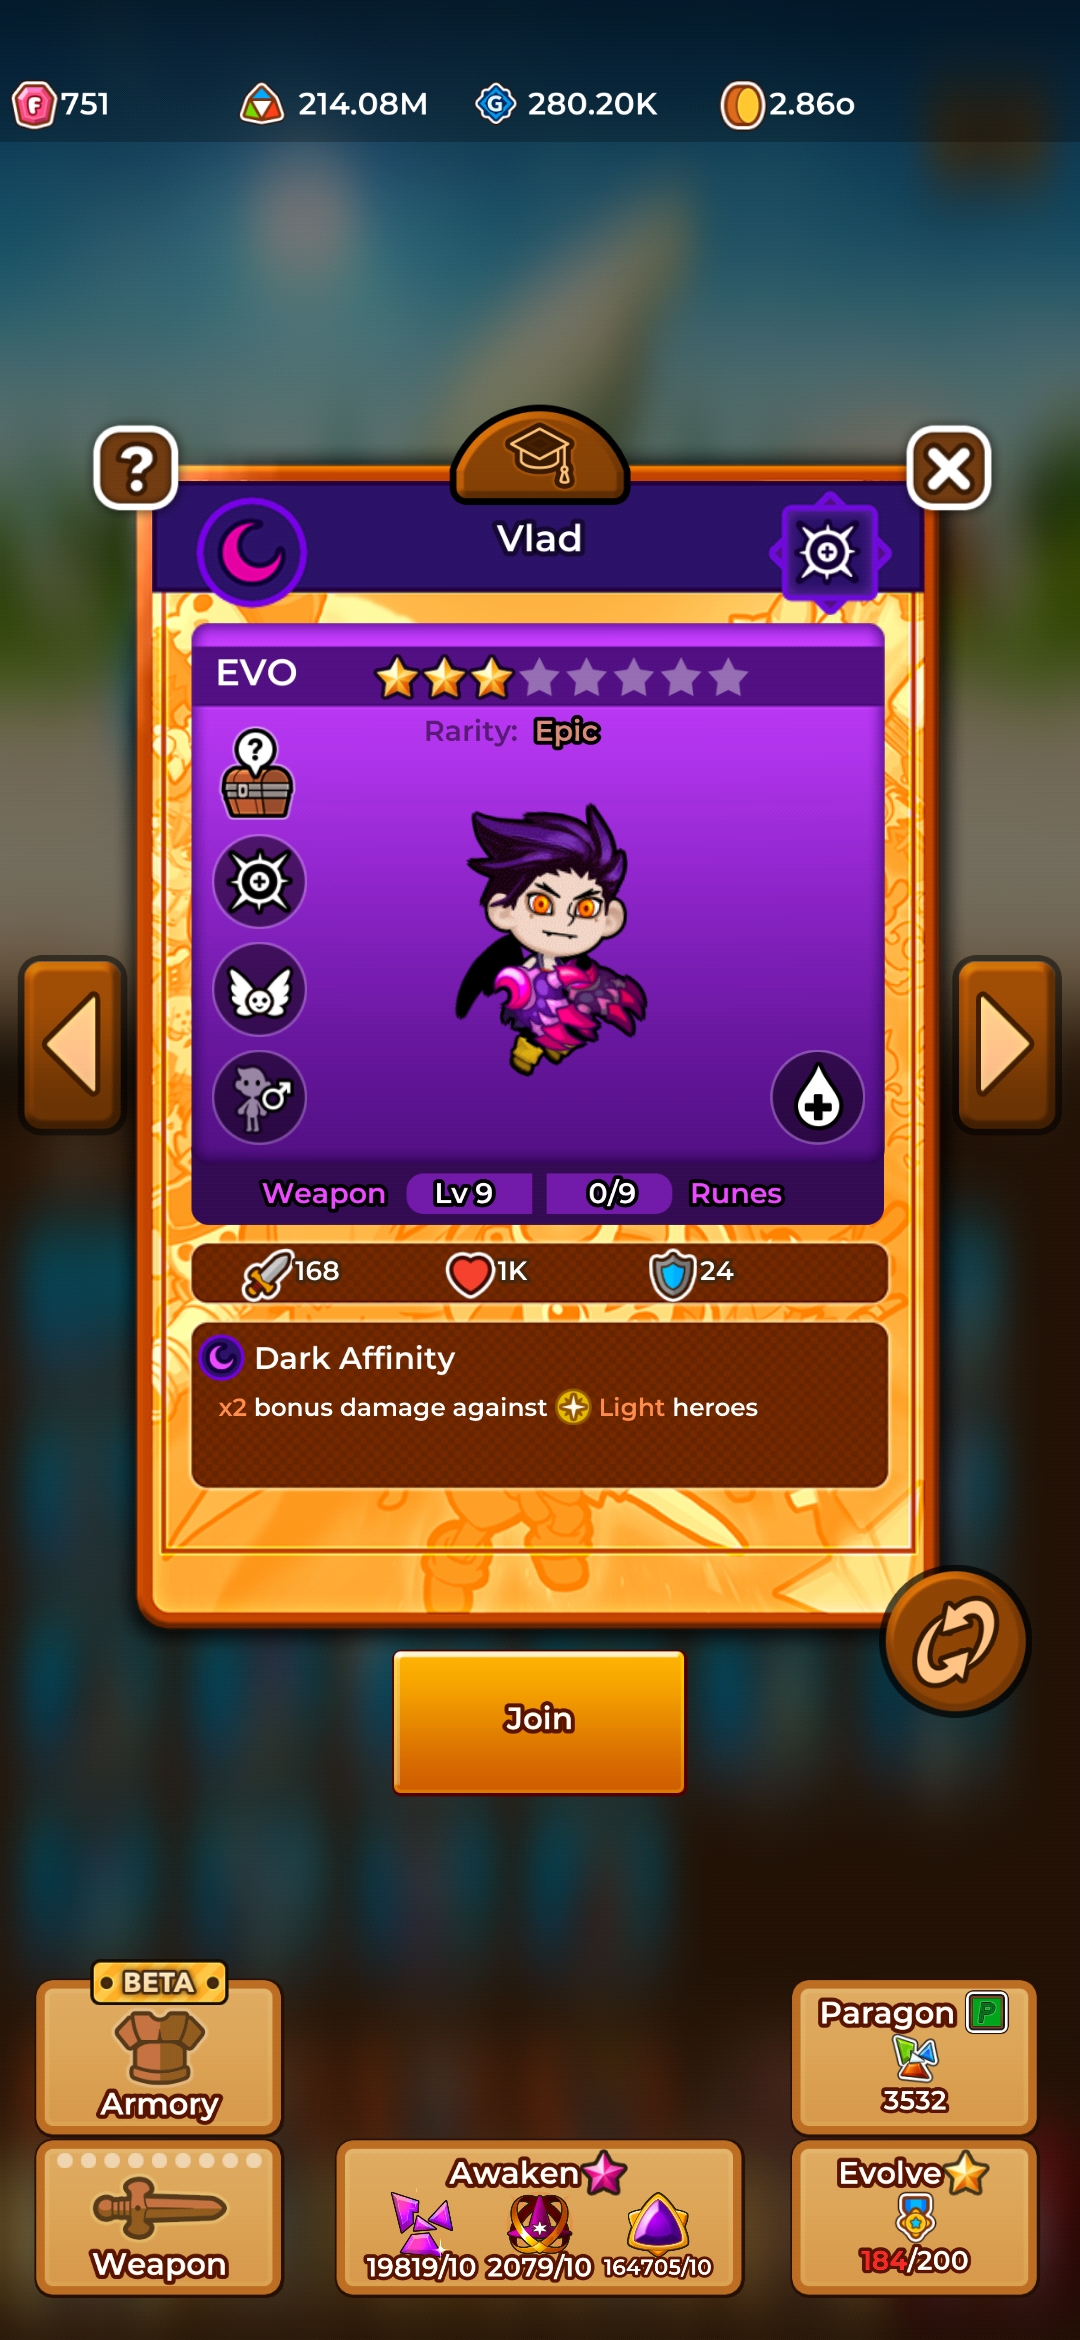 F 751
214.08M
G 280.20K
2.86o
?
Vlad
EVO
Rarity: Epic
?
Weapon Lv 9 0/9 Runes
168
1K
24
Dark Affinity
x2 bonus damage against Light heroes
Join
BETA
Armory
Paragon P
3532
Weapon
Awaken
19819/10 2079/10 164705/10
Evolve
184/200